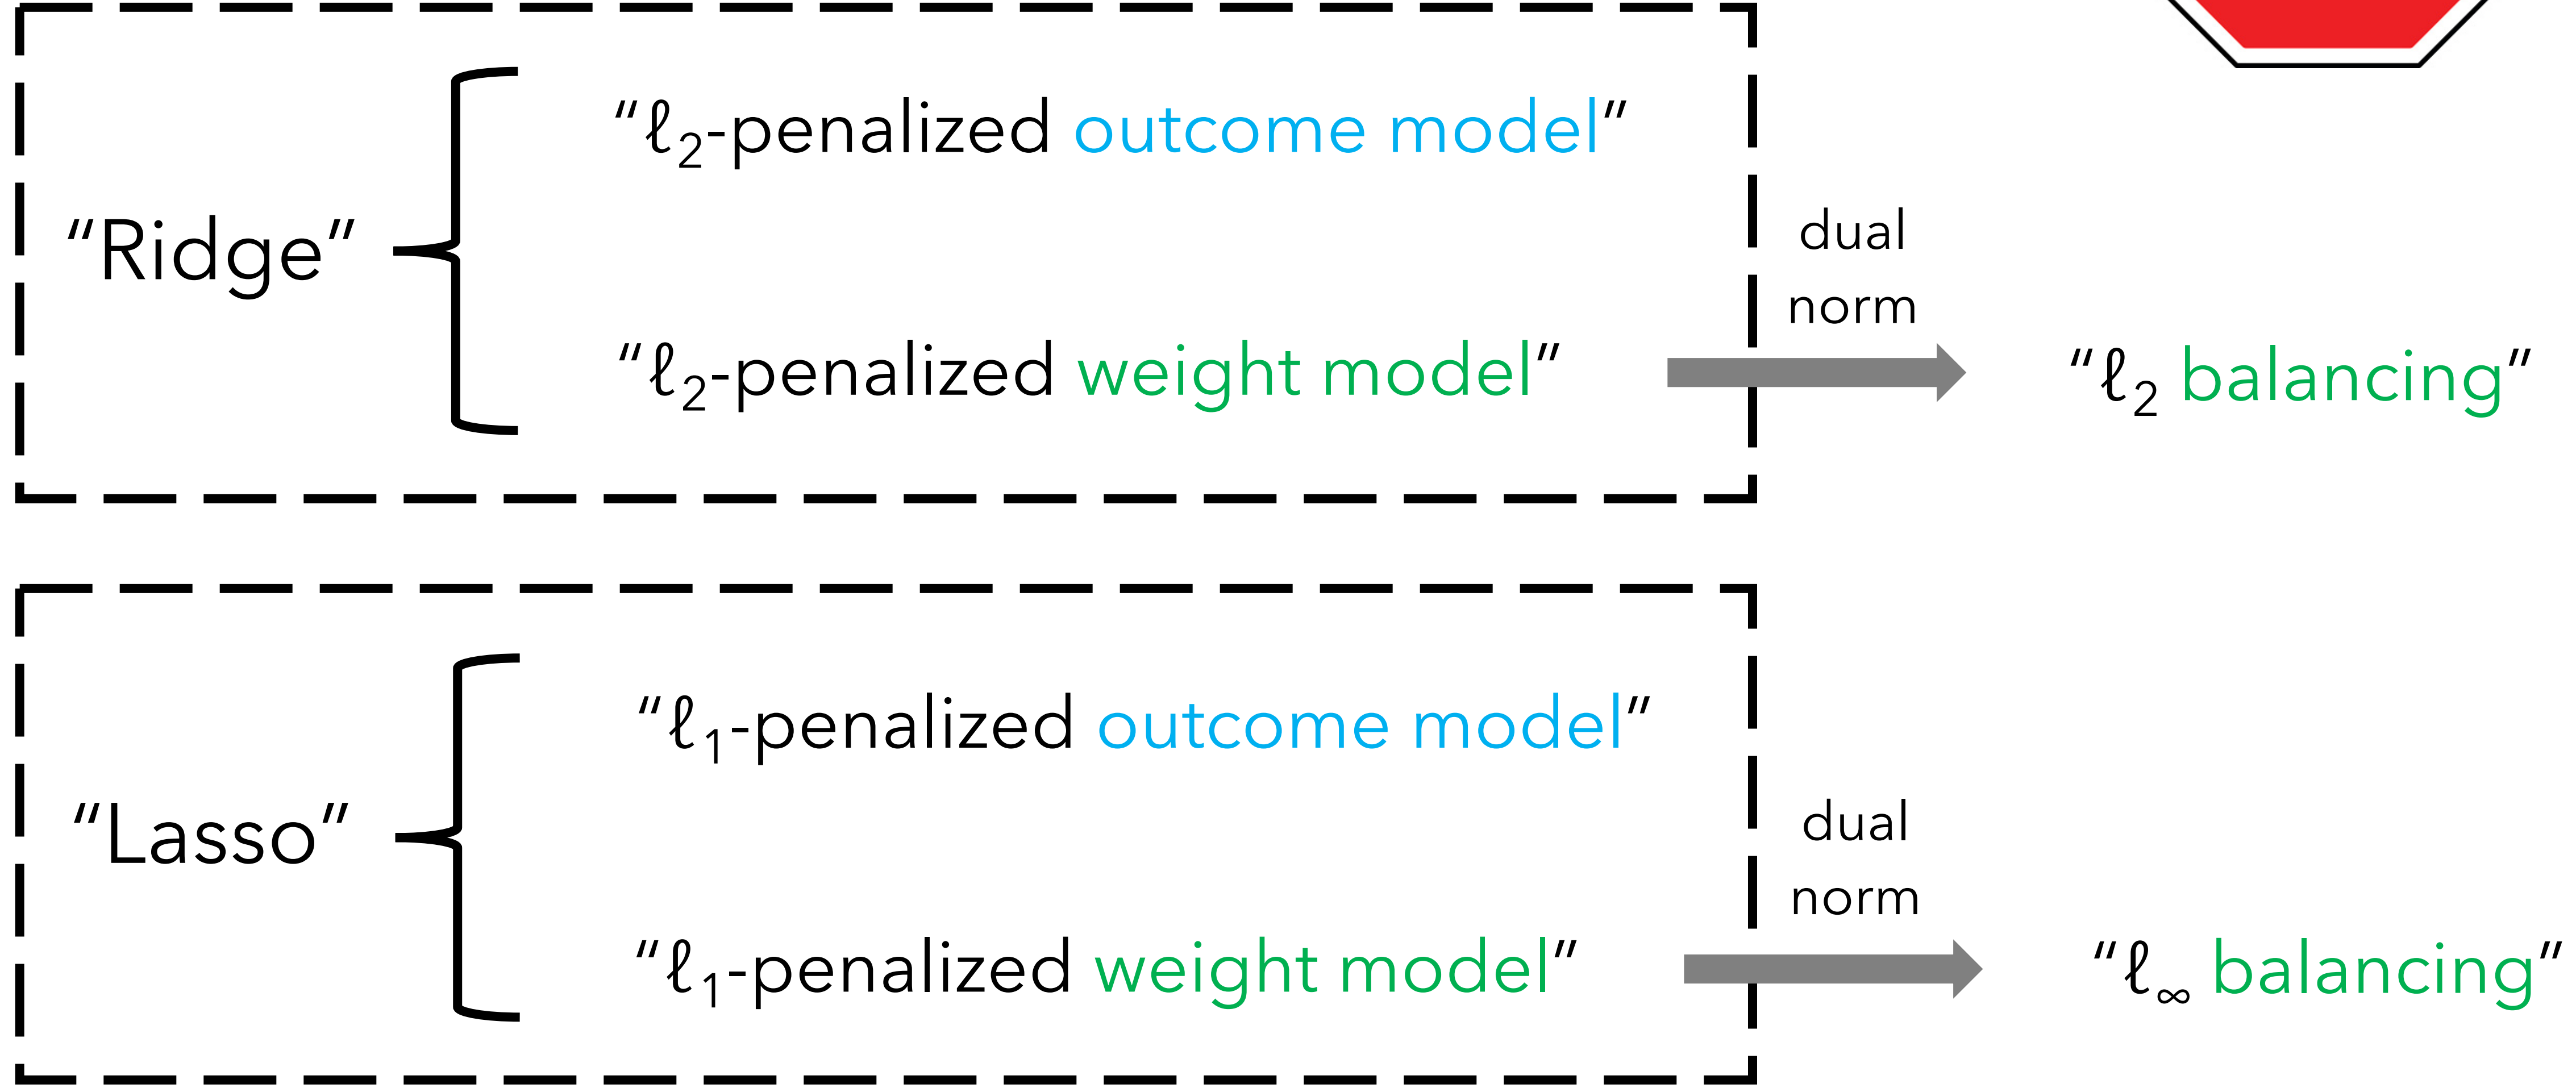 “Ridge”
“ℓ₂-penalized outcome model”
“ℓ₂-penalized weight model”
dual
norm
“ℓ₂ balancing”
“Lasso”
“ℓ₁-penalized outcome model”
“ℓ₁-penalized weight model”
dual
norm
“ℓ∞ balancing”